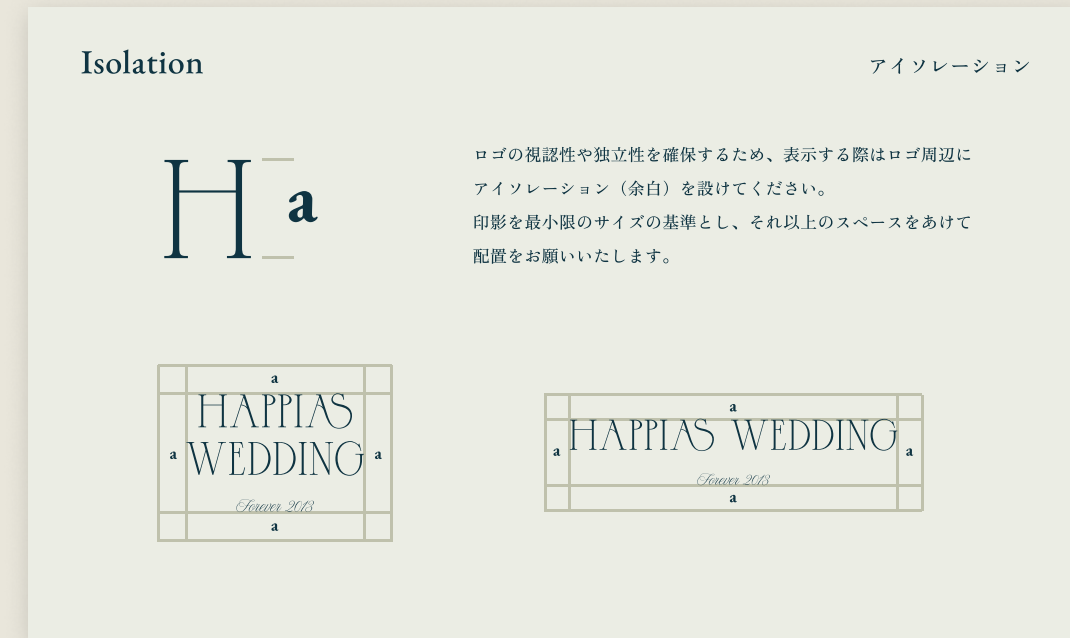 Isolation
アイソレーション
H a
ロゴの視認性や独立性を確保するため、表示する際はロゴ周辺に
アイソレーション（余白）を設けてください。
印影を最小限のサイズの基準とし、それ以上のスペースをあけて
配置をお願いいたします。
a
HAPPIAS
a WEDDING a
Forever 2013
a
a
a HAPPIAS WEDDING a
Forever 2013
a